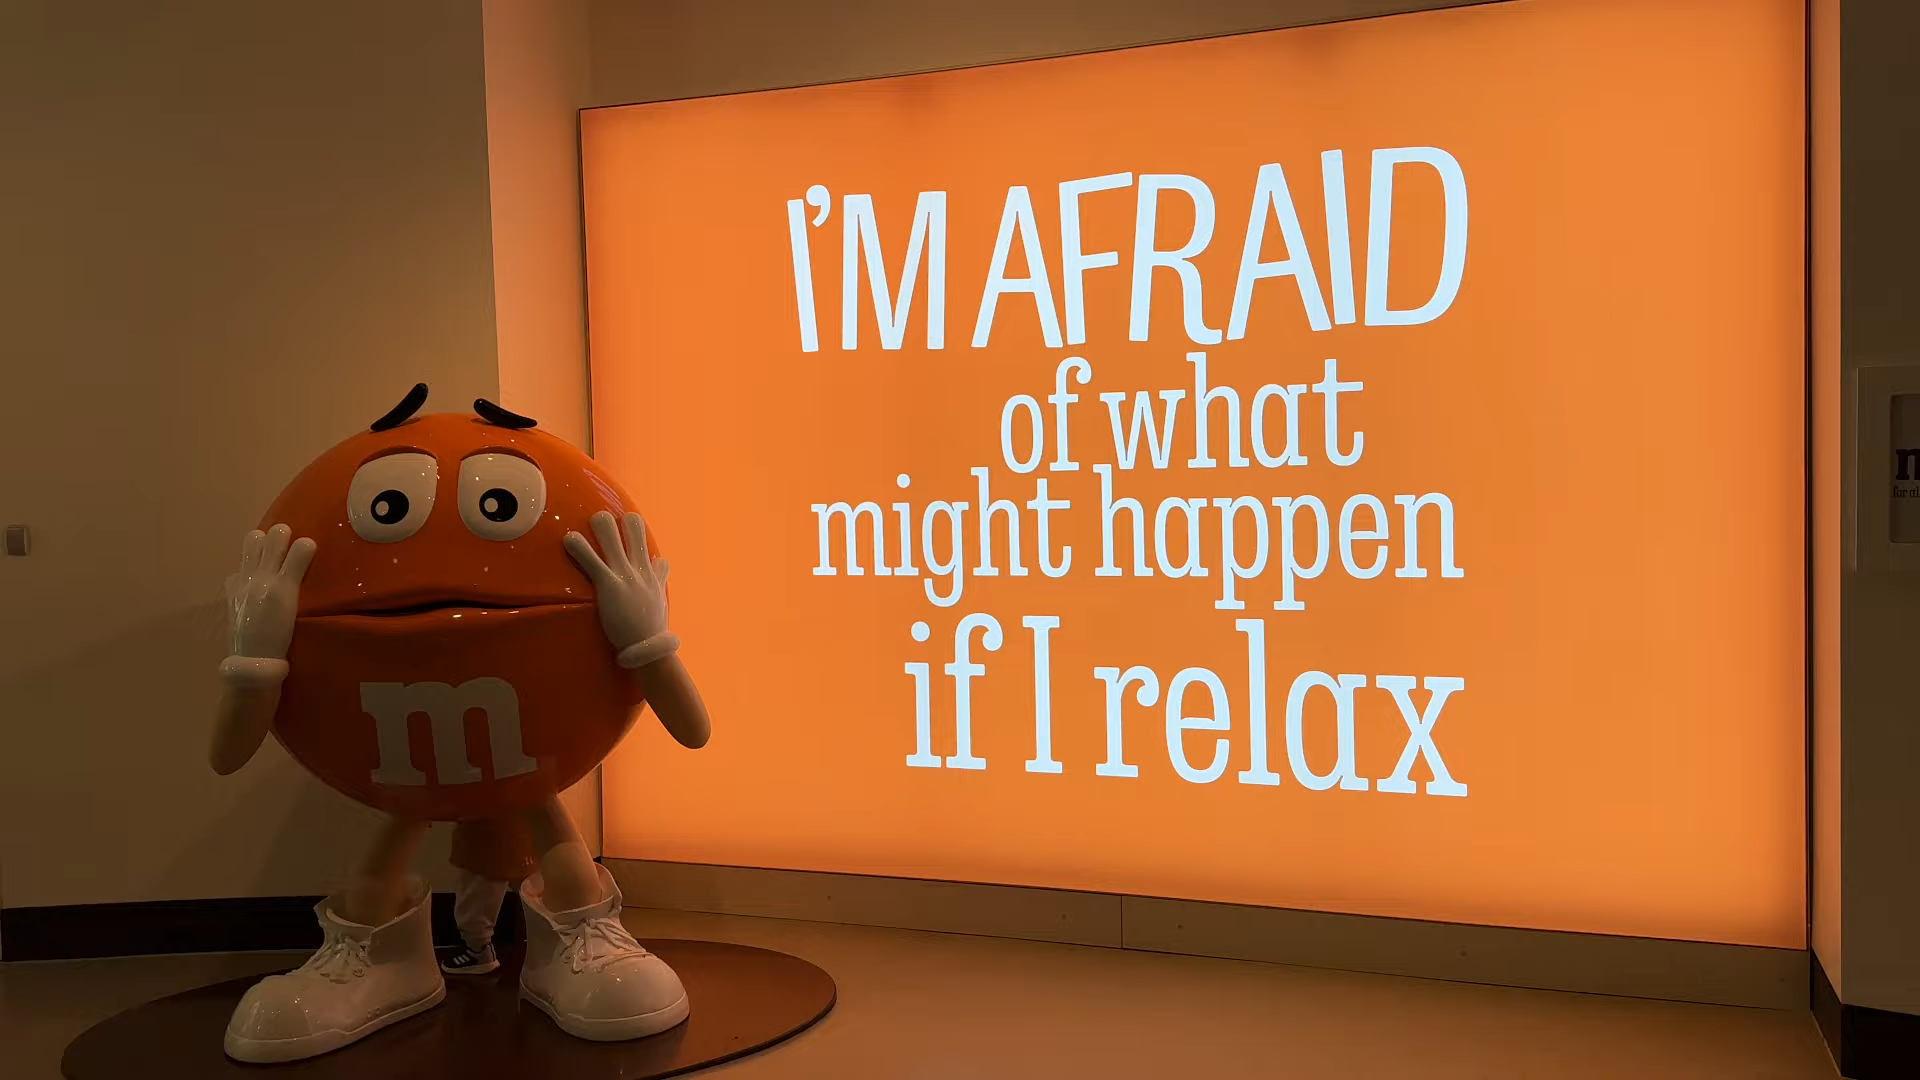 I'M AFRAID
of what
might happen
if I relax
m